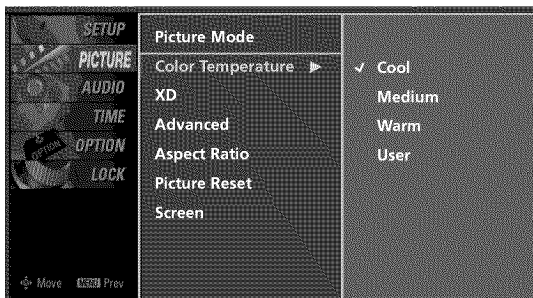 SETUP
PICTURE
AUDIO
TIME
OPTION
LOCK
Move MENU Prev
Picture Mode
Color Temperature
XD
Advanced
Aspect Ratio
Picture Reset
Screen
✓ Cool
Medium
Warm
User